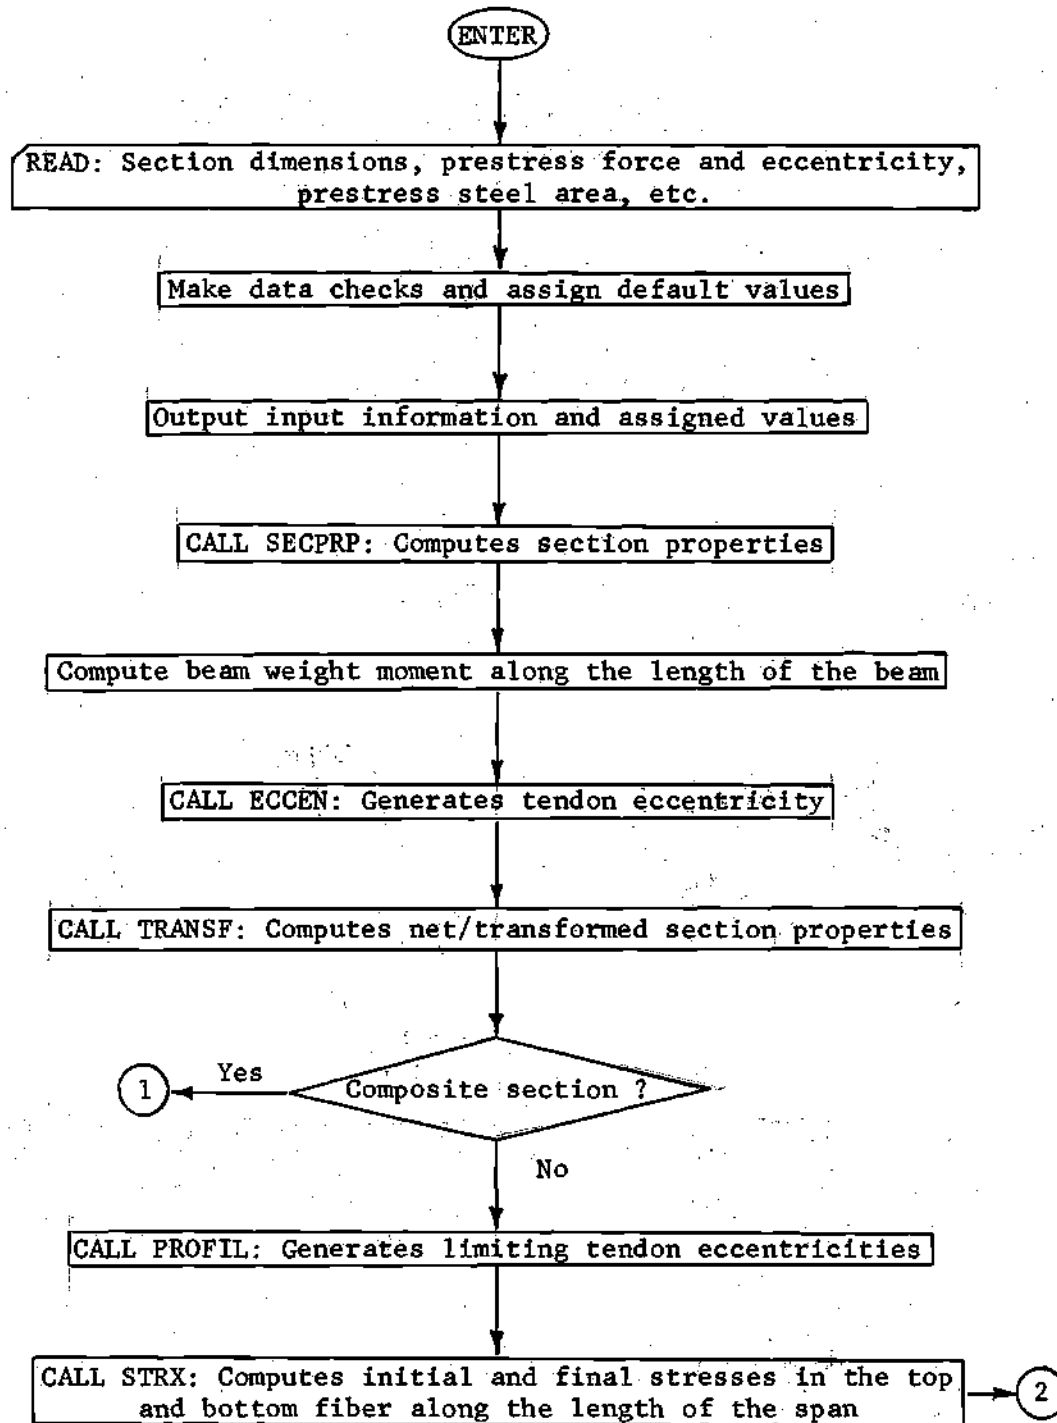 ENTER
READ: Section dimensions, prestress force and eccentricity,
prestress steel area, etc.
Make data checks and assign default values
Output input information and assigned values
CALL SECPRP: Computes section properties
Compute beam weight moment along the length of the beam
CALL ECCEN: Generates tendon eccentricity
CALL TRANSF: Computes net/transformed section properties
1
Yes
Composite section ?
No
CALL PROFIL: Generates limiting tendon eccentricities
CALL STRX: Computes initial and final stresses in the top
and bottom fiber along the length of the span
2